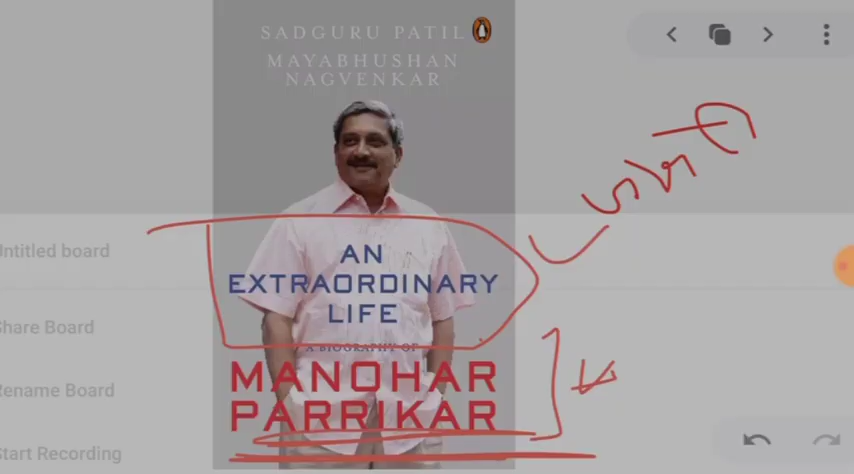 SADGURU PATIL
MAYABHUSHAN
NAGVENKAR
AN
EXTRAORDINARY
LIFE
A BIOGRAPHY OF
MANOHAR
PARRIKAR
Untitled board
Share Board
Rename Board
Start Recording